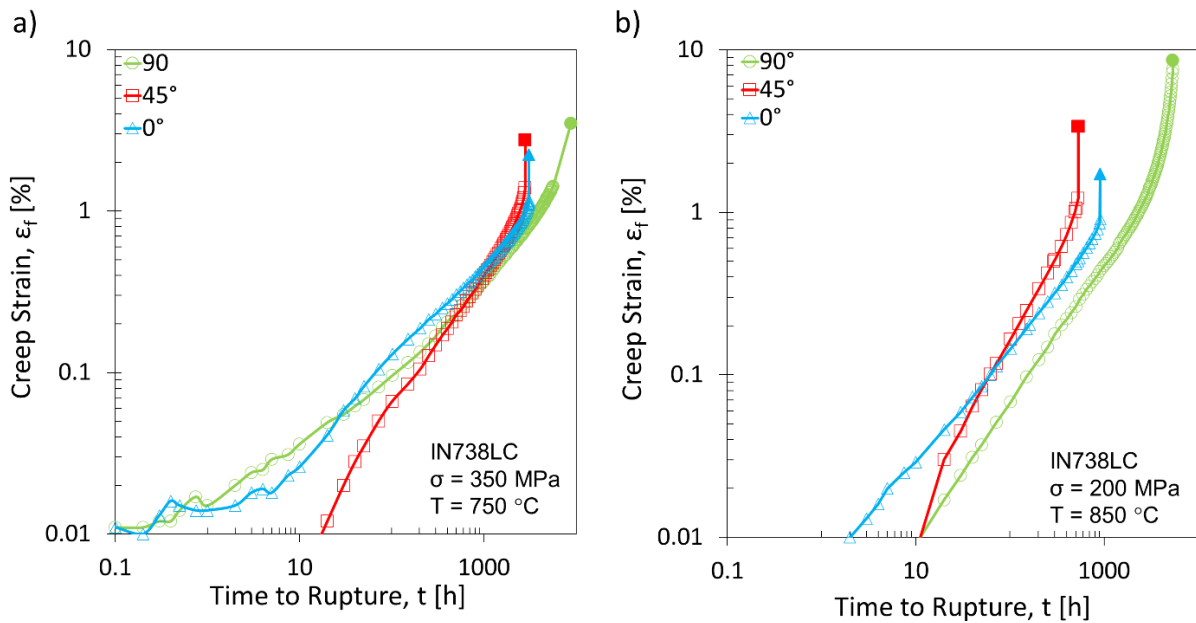 a)
10
1
0.1
0.01
Creep Strain, εf [%]
90
45°
0°
IN738LC
σ = 350 MPa
T = 750 °C
0.1
10
1000
Time to Rupture, t [h]
b)
10
1
0.1
0.01
Creep Strain, εf [%]
90°
45°
0°
IN738LC
σ = 200 MPa
T = 850 °C
0.1
10
1000
Time to Rupture, t [h]